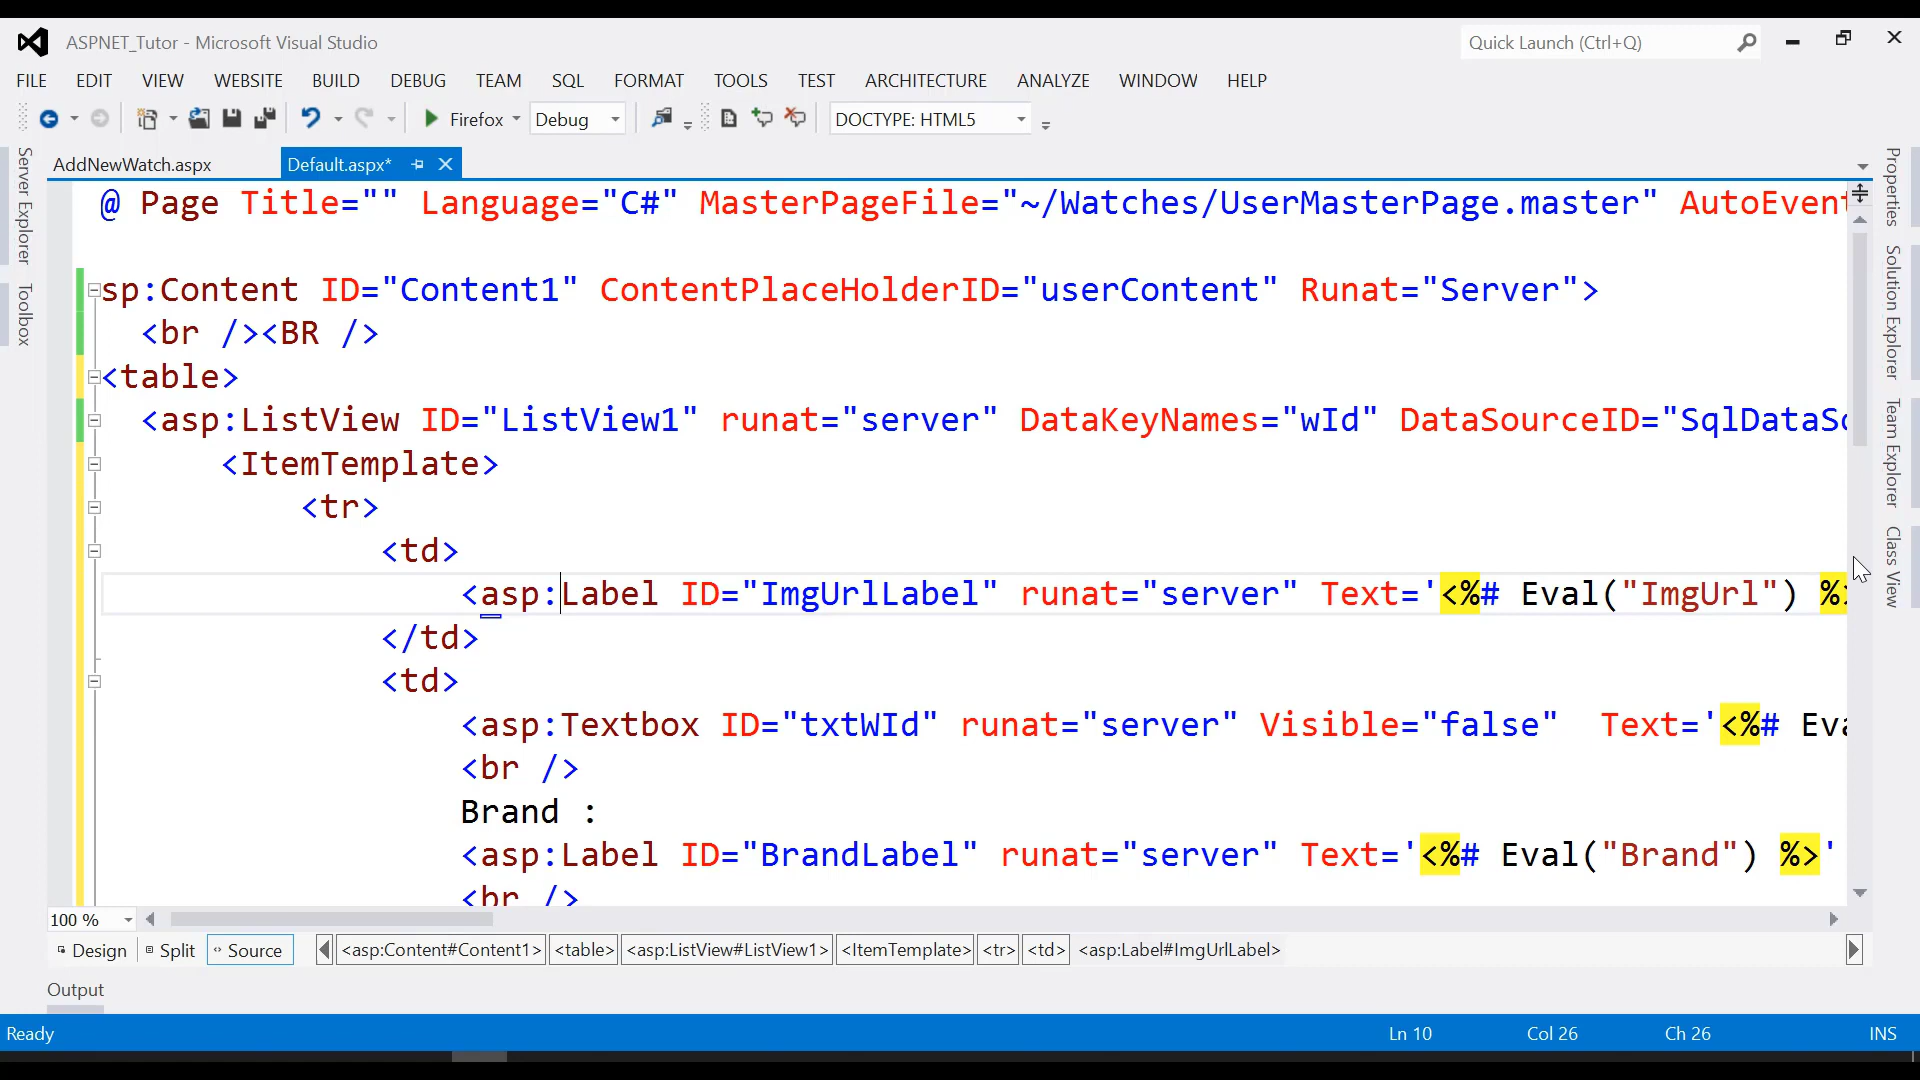 ASPNET_Tutor - Microsoft Visual Studio
Quick Launch (Ctrl+Q)
FILE EDIT VIEW WEBSITE BUILD DEBUG TEAM SQL FORMAT TOOLS TEST ARCHITECTURE ANALYZE WINDOW HELP
Firefox Debug DOCTYPE: HTML5
AddNewWatch.aspx Default.aspx*
Server Explorer
Toolbox
Properties
Solution Explorer
Team Explorer
Class View
@ Page Title="" Language="C#" MasterPageFile="~/Watches/UserMasterPage.master" AutoEvent
sp:Content ID="Content1" ContentPlaceHolderID="userContent" Runat="Server">
<br /><BR />
<table>
<asp:ListView ID="ListView1" runat="server" DataKeyNames="wId" DataSourceID="SqlDataSo
<ItemTemplate>
<tr>
<td>
<asp:Label ID="ImgUrlLabel" runat="server" Text='<%# Eval("ImgUrl") %>
</td>
<td>
<asp:Textbox ID="txtWId" runat="server" Visible="false" Text='<%# Eva
<br />
Brand :
<asp:Label ID="BrandLabel" runat="server" Text='<%# Eval("Brand") %>'
<br />
100 %
Design Split Source <asp:Content#Content1> <table> <asp:ListView#ListView1> <ItemTemplate> <tr> <td> <asp:Label#ImgUrlLabel>
Output
Ready Ln 10 Col 26 Ch 26 INS